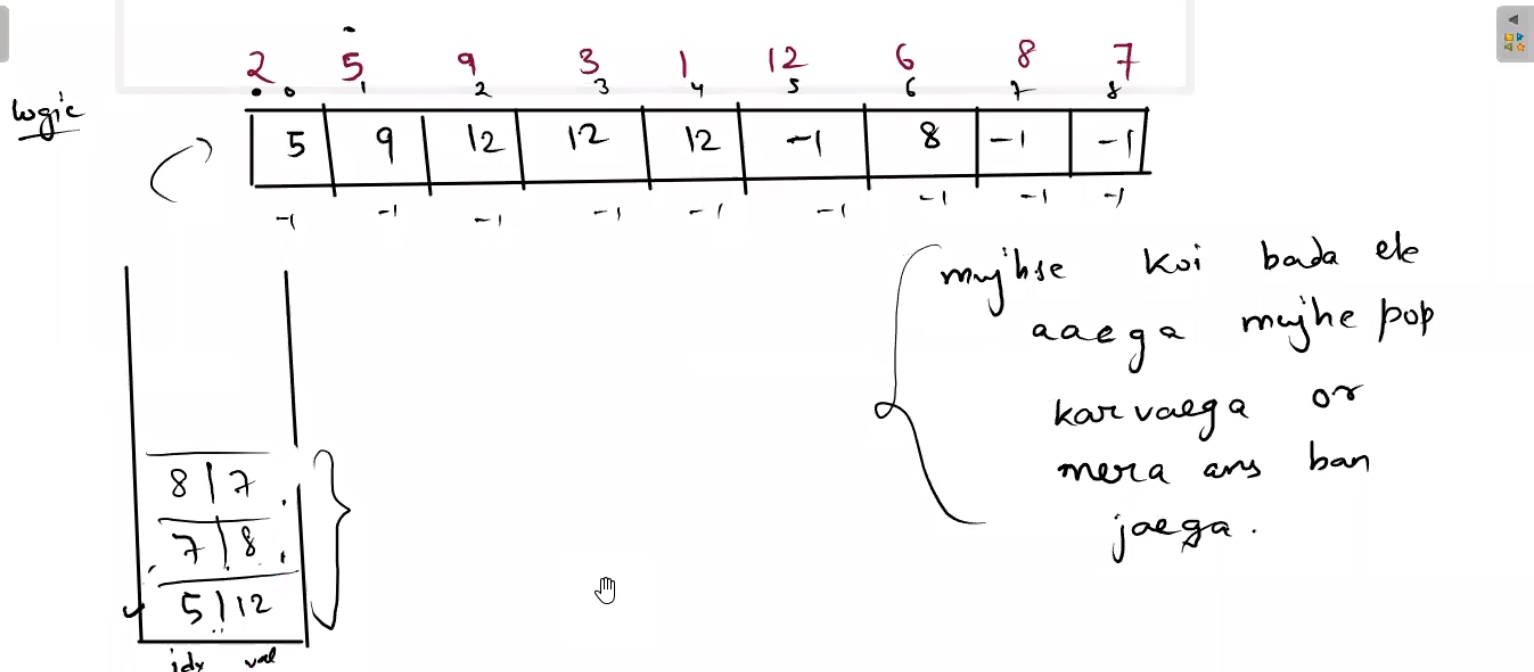 2 5 9 3 1 12 6 8 7
0 1 2 3 4 5 6 7 8
logic
5 9 12 12 12 -1 8 -1 -1
-1 -1 -1 -1 -1 -1 -1 -1 -1
mujhse koi bada ele
aaega mujhe pop
karvaega or
mera ans ban
jaega.
8 | 7
7 | 8
5 | 12
idx val